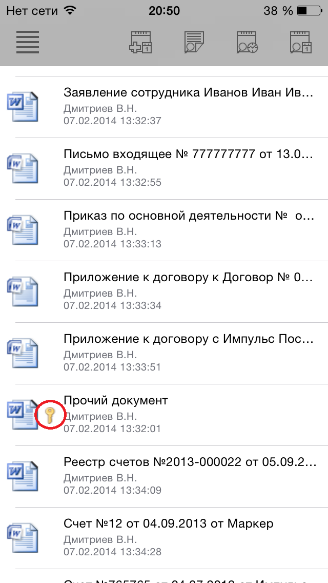 Нет сети 20:50 38 %
Заявление сотрудника Иванов Иван Ив...
Дмитриев В.Н.
07.02.2014 13:32:37
Письмо входящее № 777777777 от 13.0...
Дмитриев В.Н.
07.02.2014 13:32:55
Приказ по основной деятельности № о...
Дмитриев В.Н.
07.02.2014 13:33:13
Приложение к договору к Договор № 0...
Дмитриев В.Н.
07.02.2014 13:33:34
Приложение к договору с Импульс Пос...
Дмитриев В.Н.
07.02.2014 13:33:51
Прочий документ
Дмитриев В.Н.
07.02.2014 13:32:01
Реестр счетов №2013-000022 от 05.09.2...
Дмитриев В.Н.
07.02.2014 13:34:09
Счет №12 от 04.09.2013 от Маркер
Дмитриев В.Н.
07.02.2014 13:34:28